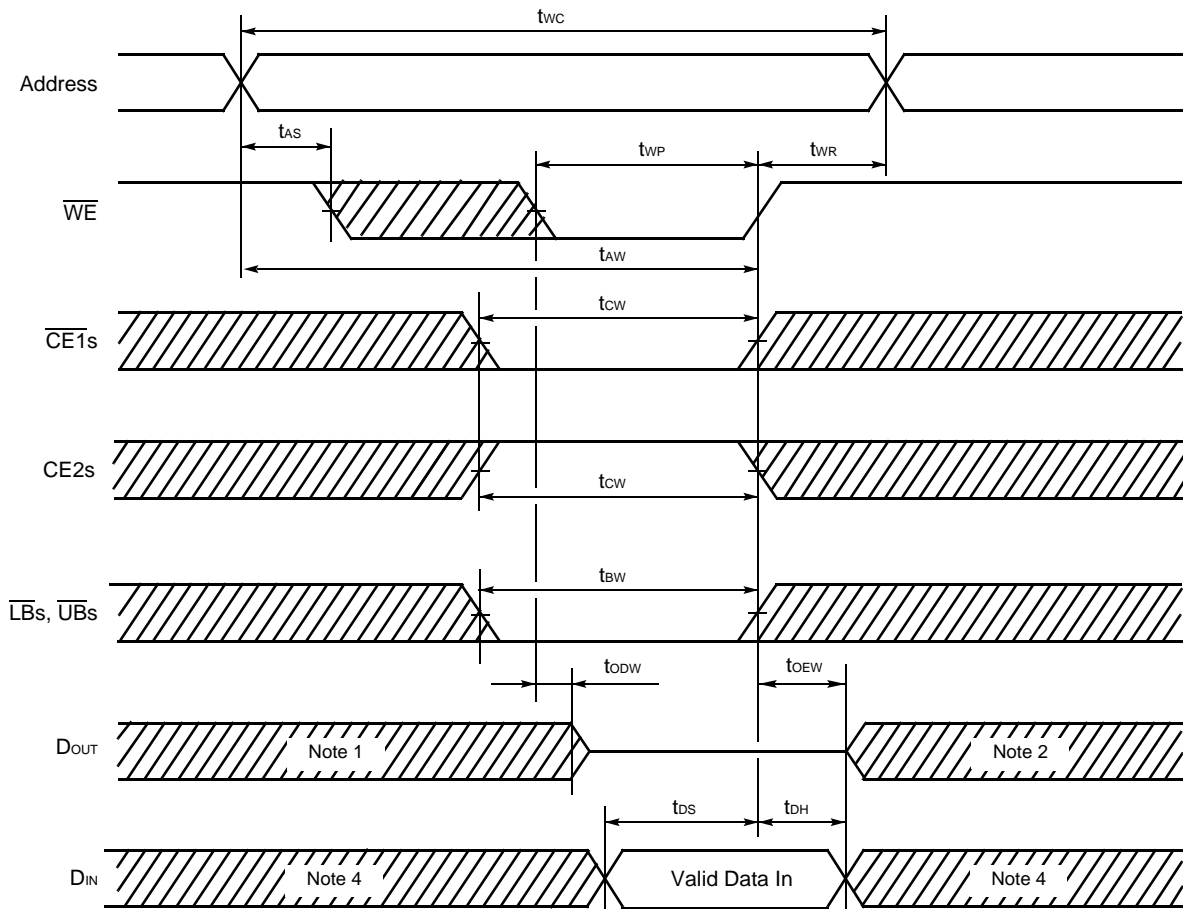 tWC
Address
tAS
tWP
tWR
WE
tAW
CE1s
tCW
CE2s
tCW
LBs, UBs
tBW
tODW
tOEW
DOUT
Note 1
Note 2
tDS
tDH
DIN
Note 4
Valid Data In
Note 4